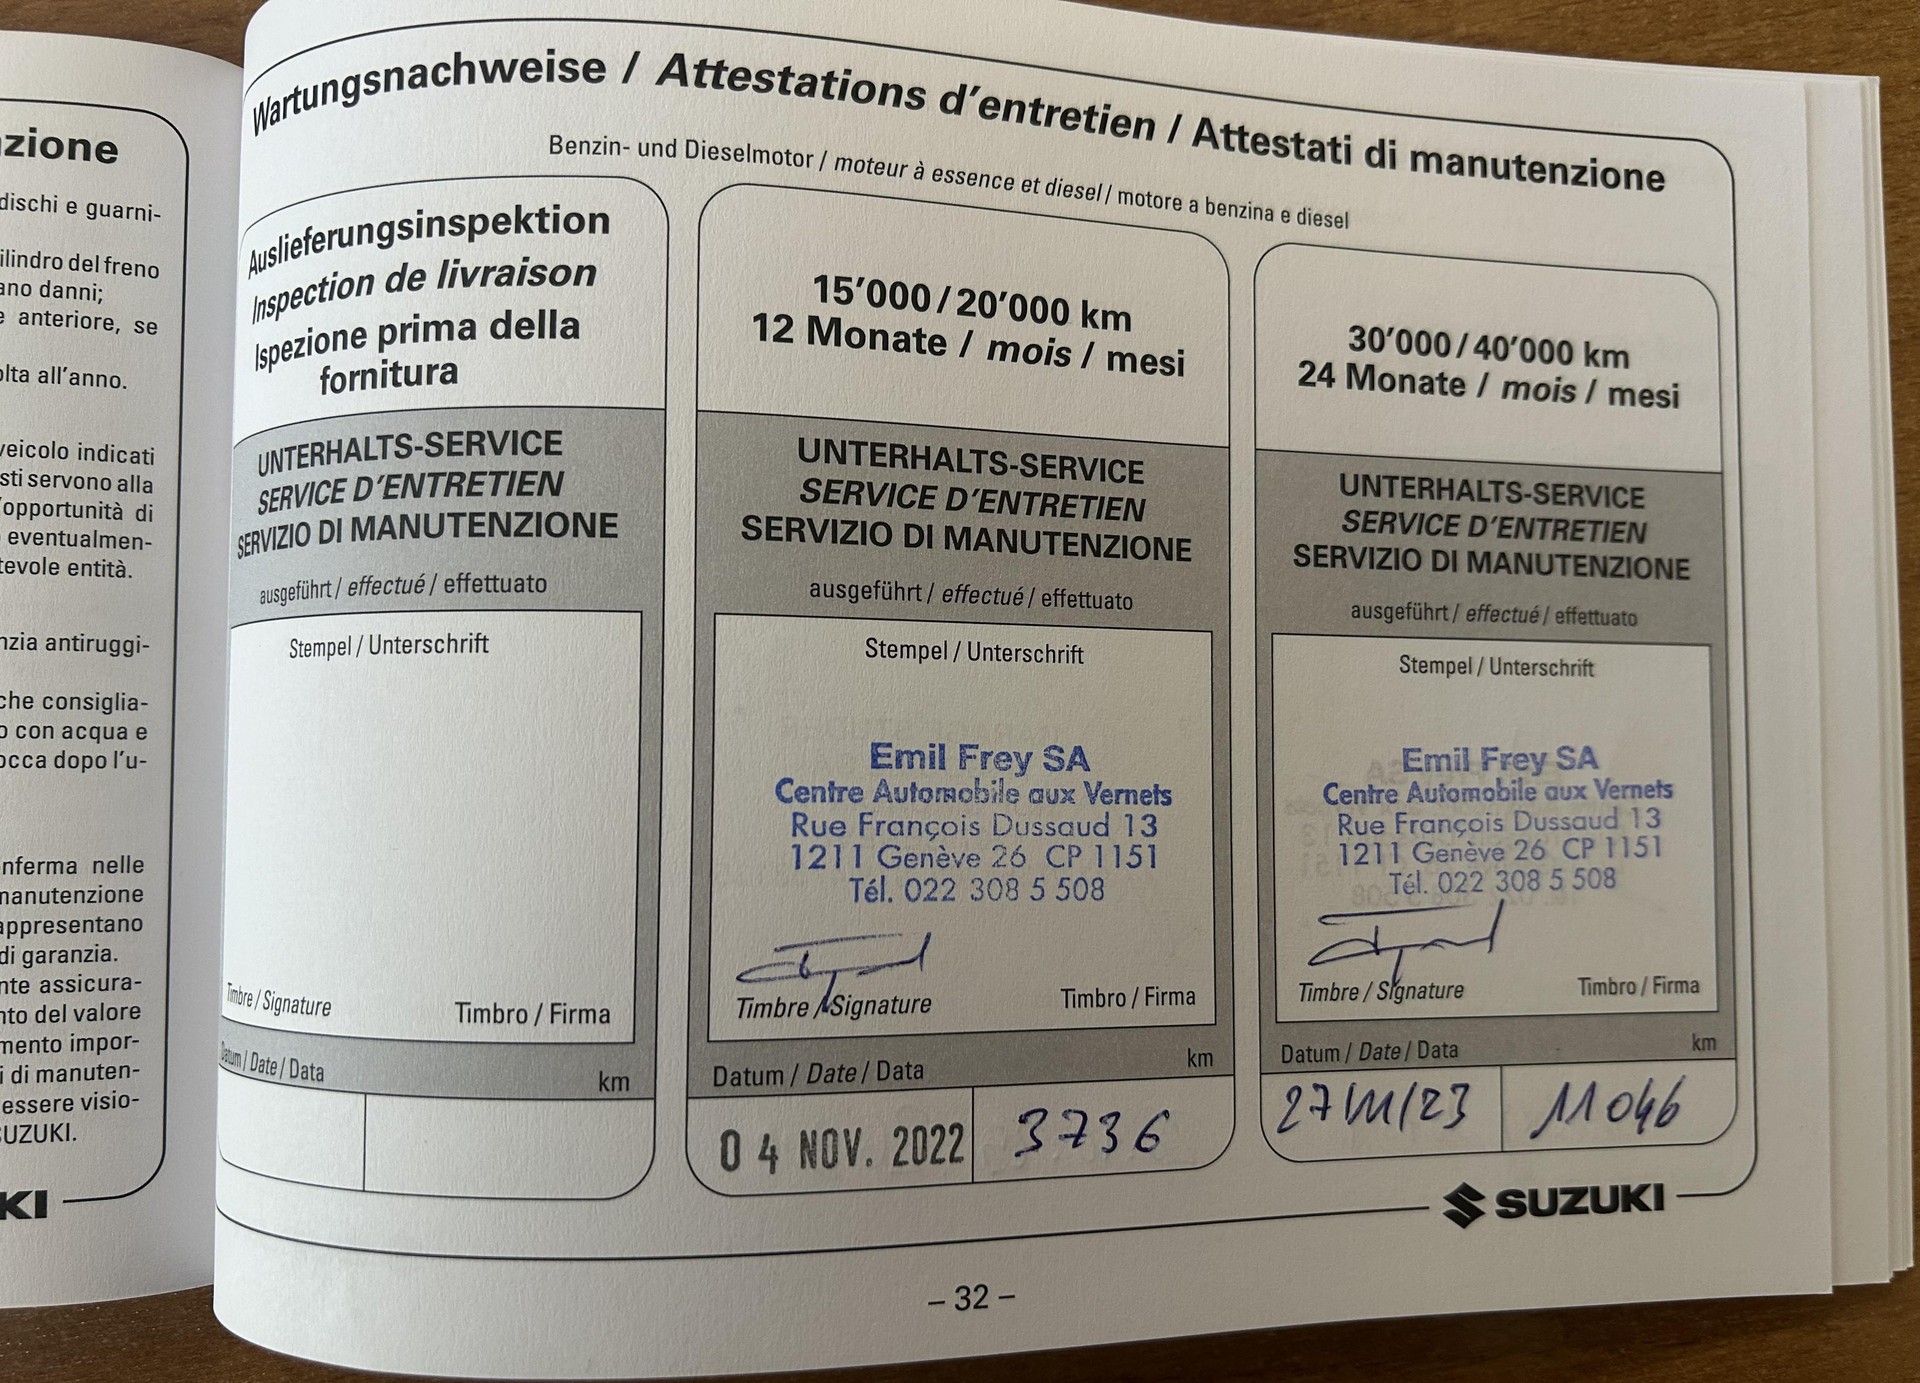 zione
dischi e guarni-
ilindro del freno
ano danni;
e anteriore, se
olta all'anno.
veicolo indicati
sti servono alla
'opportunità di
eventualmen-
tevole entità.
nzia antiruggi-
che consiglia-
o con acqua e
occa dopo l'u-
nferma nelle
manutenzione
appresentano
di garanzia.
nte assicura-
nto del valore
mento impor-
i di manuten-
essere visio-
SUZUKI.
KI
Wartungsnachweise / Attestations d'entretien / Attestati di manutenzione
Benzin- und Dieselmotor / moteur à essence et diesel / motore a benzina e diesel
Auslieferungsinspektion
Inspection de livraison
Ispezione prima della
fornitura
UNTERHALTS-SERVICE
SERVICE D'ENTRETIEN
SERVIZIO DI MANUTENZIONE
ausgeführt / effectué / effettuato
Stempel / Unterschrift
Timbre / Signature Timbro / Firma
Datum / Date / Data km
15'000 / 20'000 km
12 Monate / mois / mesi
UNTERHALTS-SERVICE
SERVICE D'ENTRETIEN
SERVIZIO DI MANUTENZIONE
ausgeführt / effectué / effettuato
Stempel / Unterschrift
Emil Frey SA
Centre Automobile aux Vernets
Rue François Dussaud 13
1211 Genève 26 CP 1151
Tél. 022 308 5 508
Timbre / Signature Timbro / Firma
Datum / Date / Data km
04 NOV. 2022 3736
30'000 / 40'000 km
24 Monate / mois / mesi
UNTERHALTS-SERVICE
SERVICE D'ENTRETIEN
SERVIZIO DI MANUTENZIONE
ausgeführt / effectué / effettuato
Stempel / Unterschrift
Emil Frey SA
Centre Automobile aux Vernets
Rue François Dussaud 13
1211 Genève 26 CP 1151
Tél. 022 308 5 508
Timbre / Signature Timbro / Firma
Datum / Date / Data km
11046
SUZUKI
– 32 –